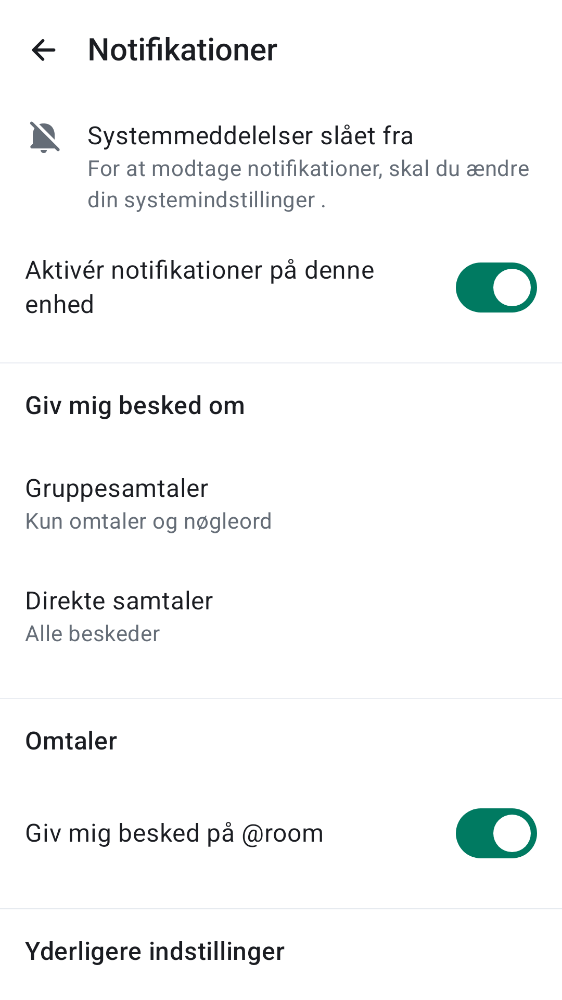 Notifikationer
Systemmeddelelser slået fra
For at modtage notifikationer, skal du ændre
din systemindstillinger .
Aktivér notifikationer på denne
enhed
Giv mig besked om
Gruppesamtaler
Kun omtaler og nøgleord
Direkte samtaler
Alle beskeder
Omtaler
Giv mig besked på @room
Yderligere indstillinger